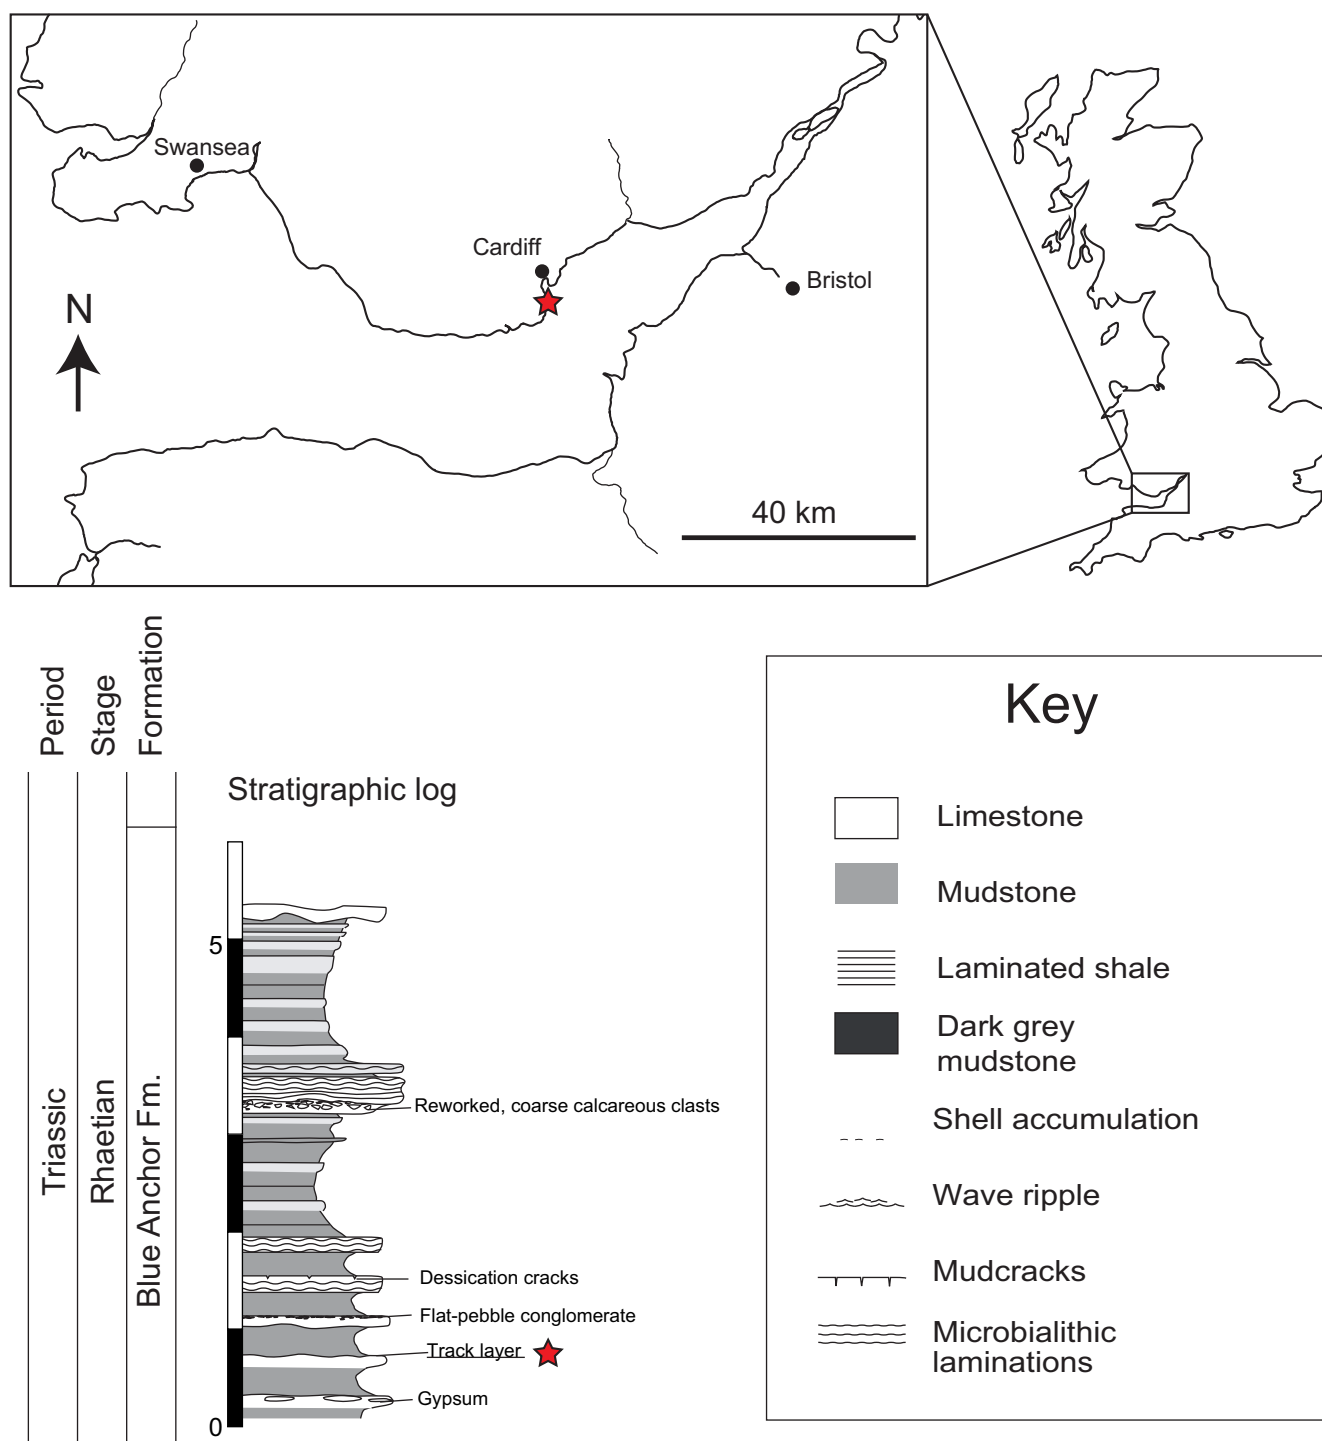 Swansea
Cardiff
Bristol
N
40 km
Period
Stage
Formation
Stratigraphic log
5
0
Triassic
Rhaetian
Blue Anchor Fm.
Reworked, coarse calcareous clasts
Dessication cracks
Flat-pebble conglomerate
Track layer
Gypsum
Key
Limestone
Mudstone
Laminated shale
Dark grey
mudstone
Shell accumulation
Wave ripple
Mudcracks
Microbialithic
laminations